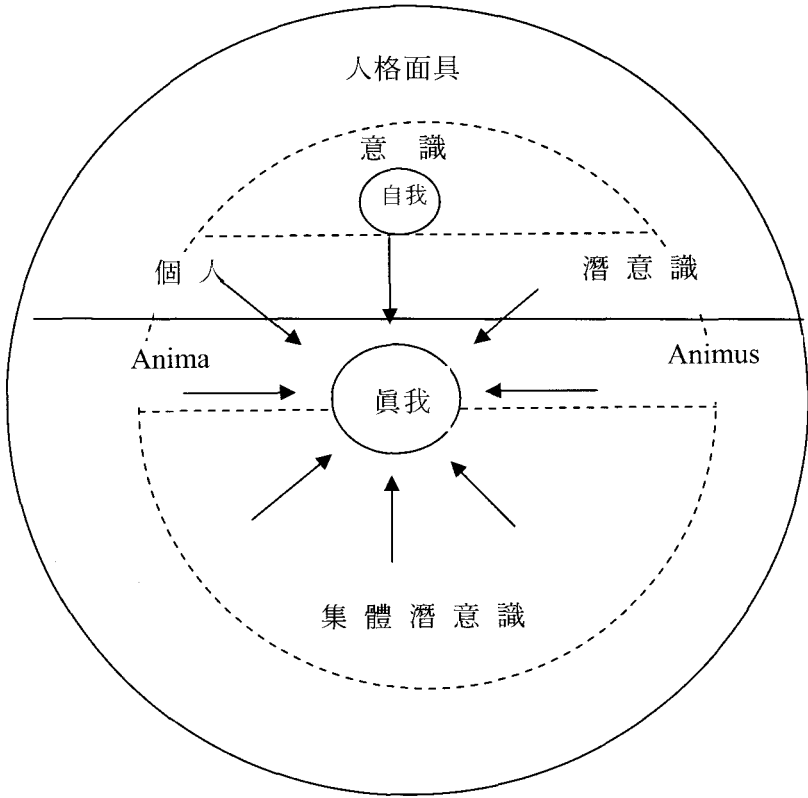 人格面具
意 識
自我
個 人 潛 意 識
Anima Animus
眞我
集 體 潛 意 識